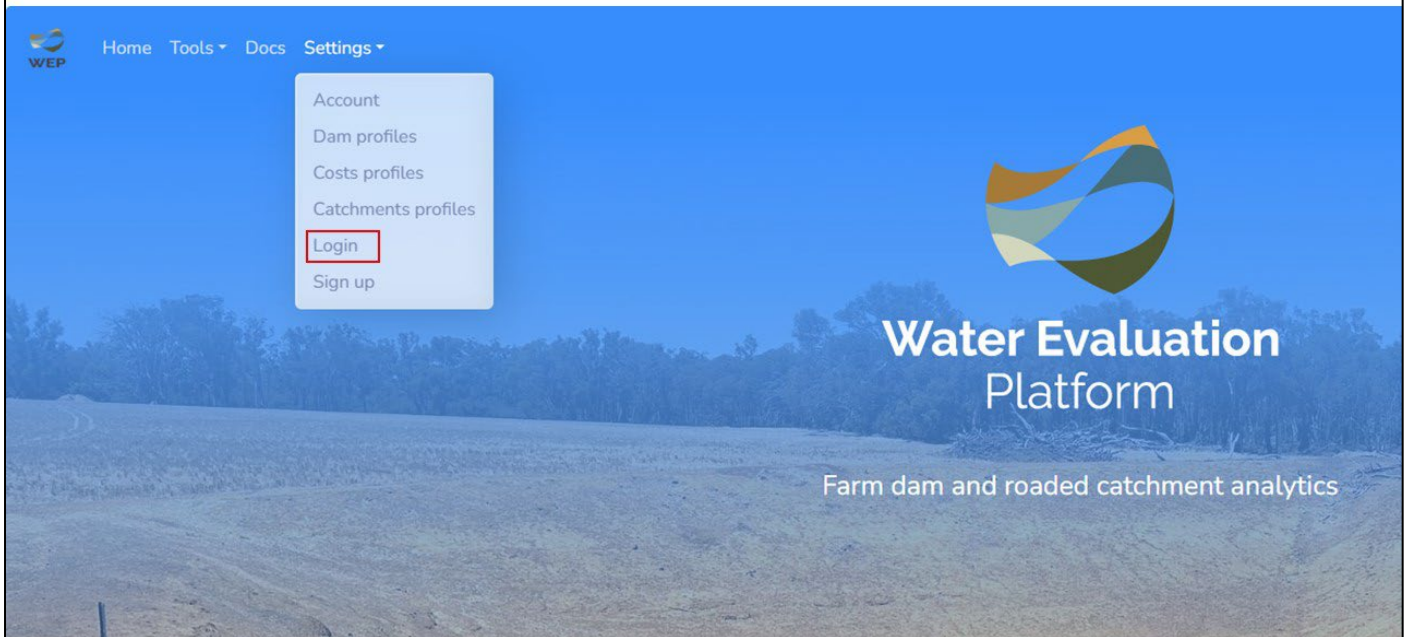 WEP
Home Tools Docs Settings
Account
Dam profiles
Costs profiles
Catchments profiles
Login
Sign up
Water Evaluation
Platform
Farm dam and roaded catchment analytics